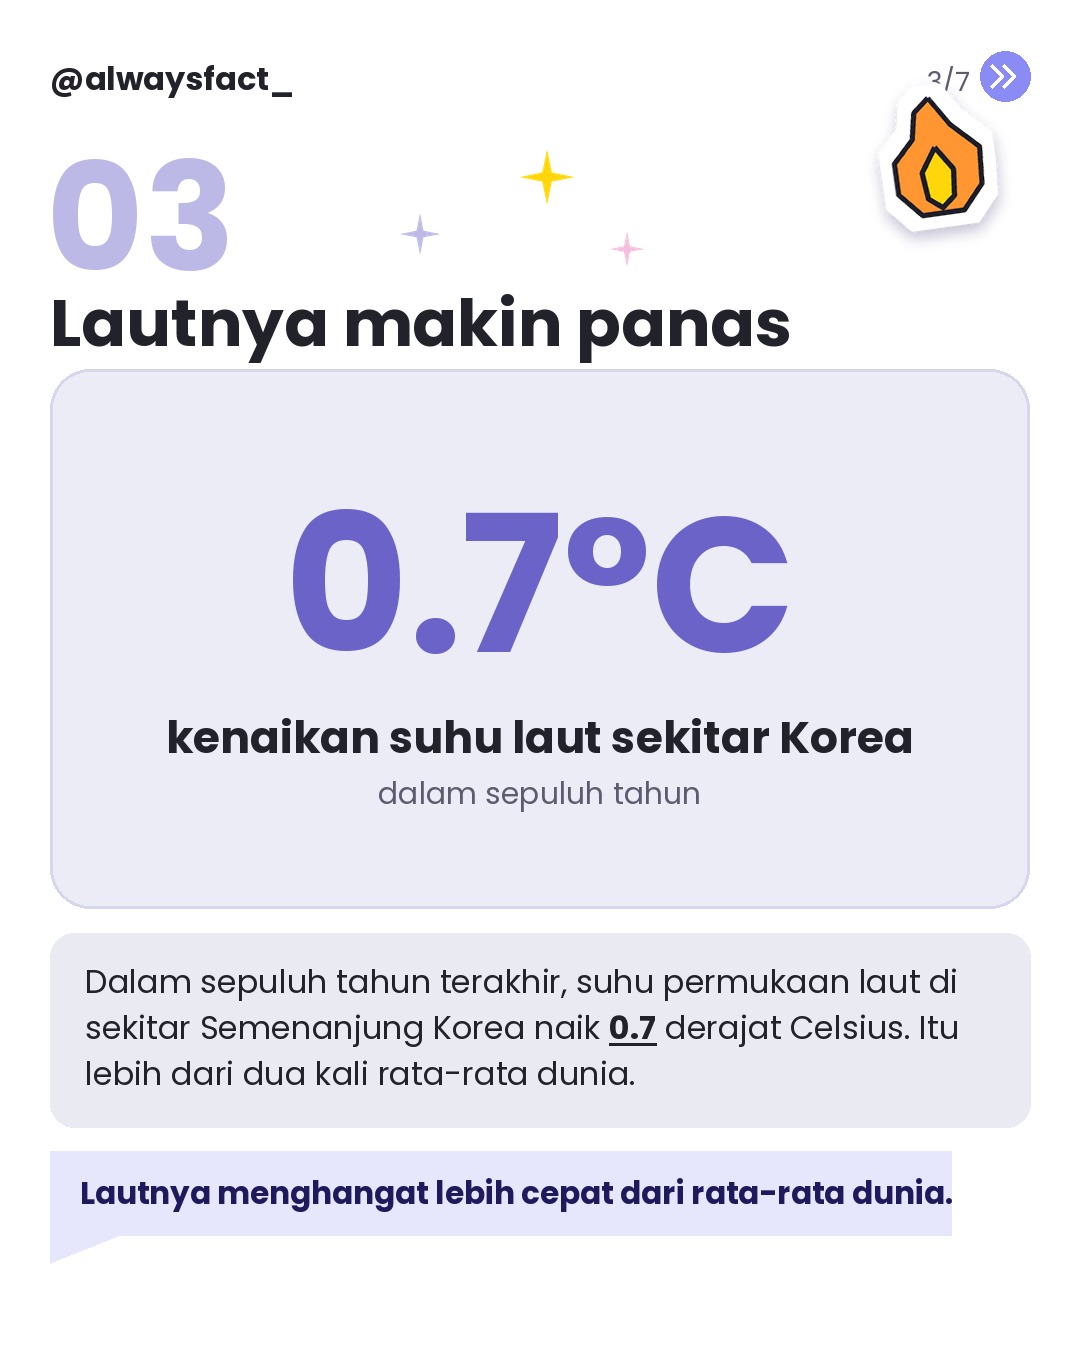 @alwaysfact_
3/7
03
Lautnya makin panas
0.7°C
kenaikan suhu laut sekitar Korea
dalam sepuluh tahun
Dalam sepuluh tahun terakhir, suhu permukaan laut di
sekitar Semenanjung Korea naik 0.7 derajat Celsius. Itu
lebih dari dua kali rata-rata dunia.
Lautnya menghangat lebih cepat dari rata-rata dunia.